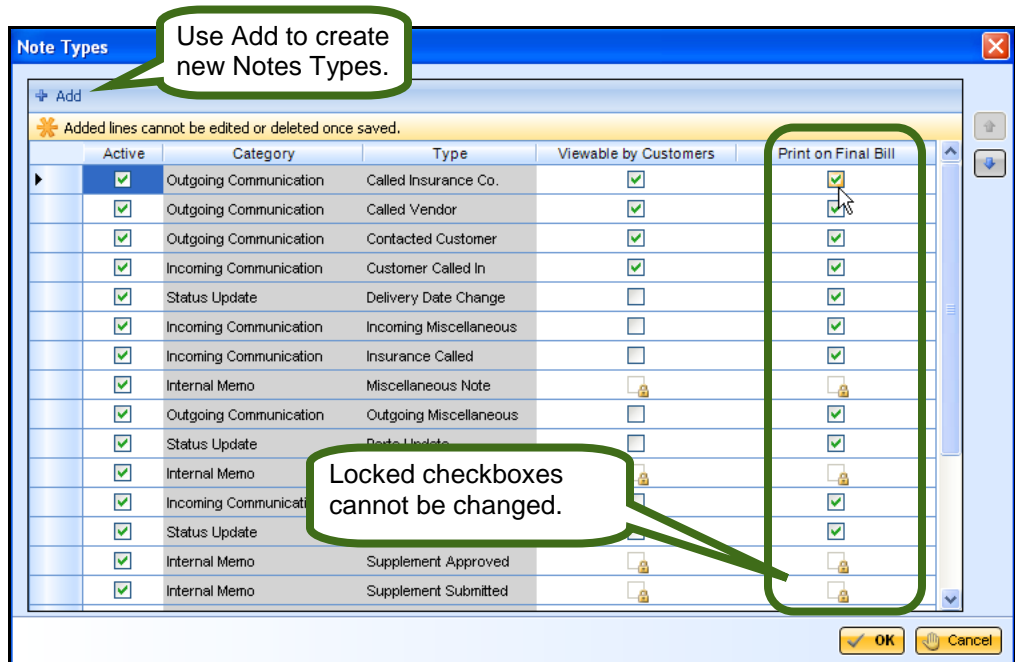 Note Types
Use Add to create
new Notes Types.
Add
Added lines cannot be edited or deleted once saved.
Active Category Type Viewable by Customers Print on Final Bill
Outgoing Communication Called Insurance Co.
Outgoing Communication Called Vendor
Outgoing Communication Contacted Customer
Incoming Communication Customer Called In
Status Update Delivery Date Change
Incoming Communication Incoming Miscellaneous
Incoming Communication Insurance Called
Internal Memo Miscellaneous Note
Outgoing Communication Outgoing Miscellaneous
Status Update Parts Update
Internal Memo
Incoming
Status Update
Locked checkboxes
cannot be changed.
Internal Memo Supplement Approved
Internal Memo Supplement Submitted
OK Cancel